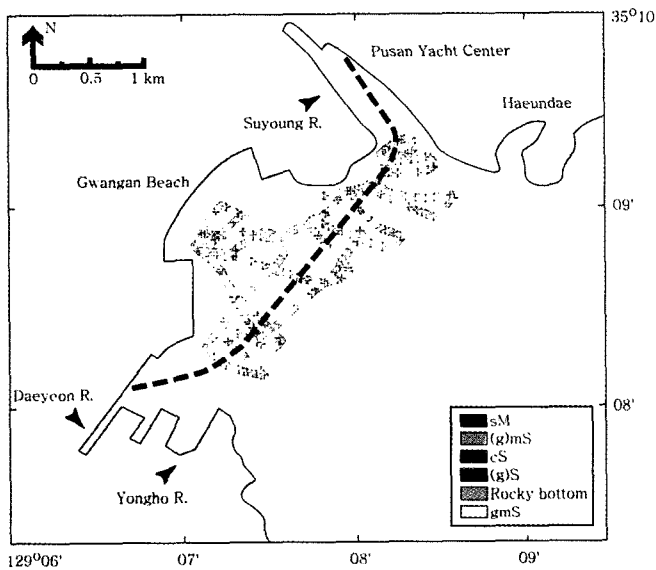 35°10
N
Pusan Yacht Center
0 0.5 1 km
Haeundae
Suyoung R.
Gwangan Beach
09'
Daeyeon R.
08'
sM
(g)mS
cS
(g)S
Rocky bottom
gmS
Yongho R.
129°06' 07' 08' 09'